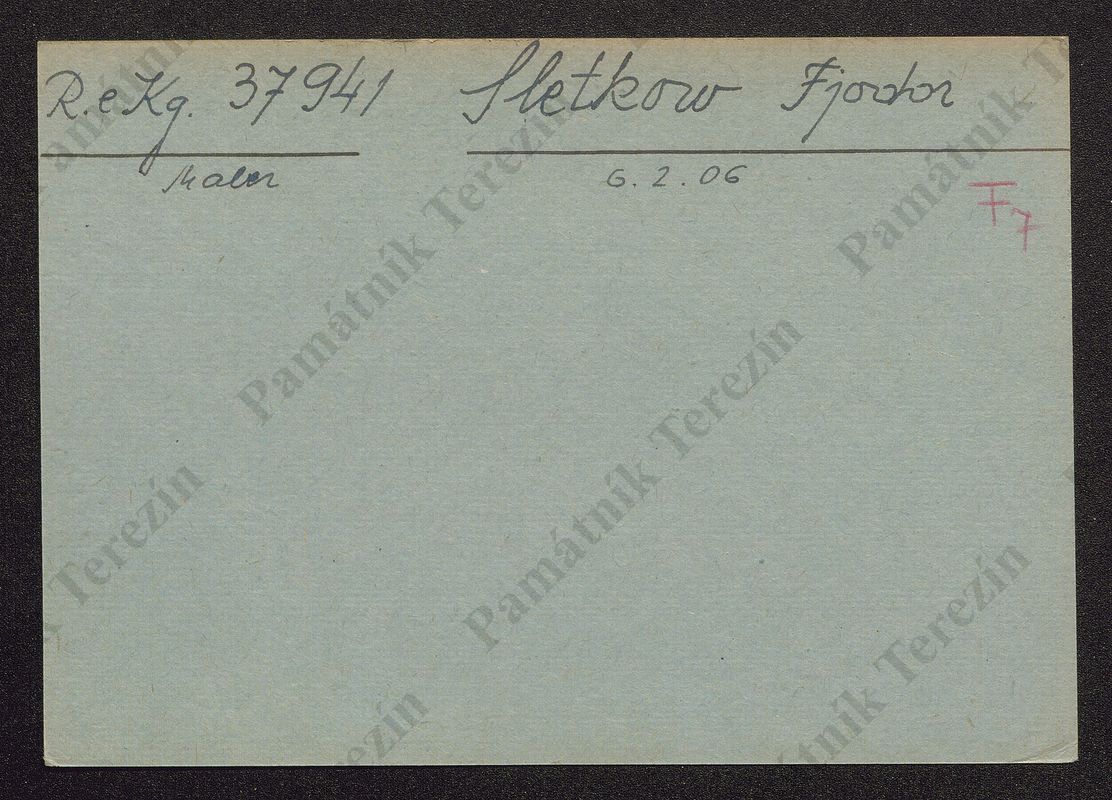 R. e Kg. 37941 Sletkow Fjodor
Maler 6. 2. 06
F7
Památník Terezín
Památník Terezín
Památník Terezín
Památník Terezín
Památník Terezín
Terezín
Terezín